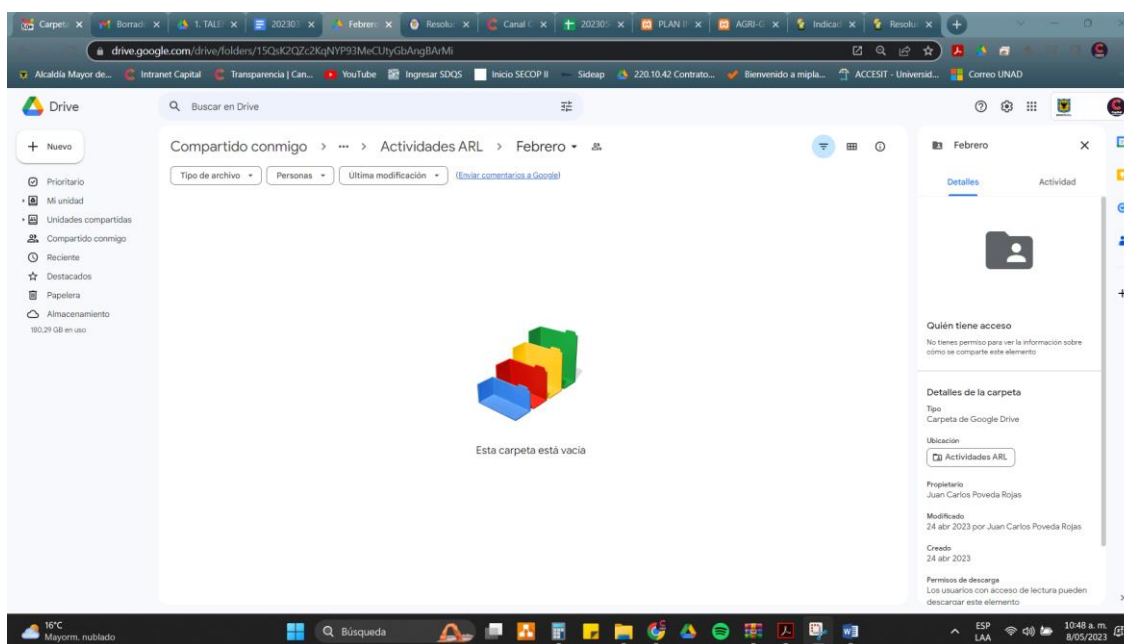 Carpeta
Borrado
1. TALE
202303
Febrero
Resoluc
Canal C
202305
PLAN II
AGRI-G
Indicad
Resoluc
drive.google.com/drive/folders/15QsK2QZc2KqNYP93MeCUtyGbAngBArMi
Alcaldía Mayor de...
Intranet Capital
Transparencia | Can...
YouTube
Ingresar SDQS
Inicio SECOP II
Sideap
220.10.42 Contrato...
Bienvenido a mipla...
ACCESIT - Universid...
Correo UNAD
Drive
Buscar en Drive
Nuevo
Prioritario
Mi unidad
Unidades compartidas
Compartido conmigo
Reciente
Destacados
Papelera
Almacenamiento
180,29 GB en uso
Compartido conmigo > ... > Actividades ARL > Febrero
Tipo de archivo
Personas
Última modificación
(Enviar comentarios a Google)
Esta carpeta está vacía
Febrero
Detalles
Actividad
Quién tiene acceso
No tienes permiso para ver la información sobre
cómo se comparte este elemento
Detalles de la carpeta
Tipo
Carpeta de Google Drive
Ubicación
Actividades ARL
Propietario
Juan Carlos Poveda Rojas
Modificado
24 abr 2023 por Juan Carlos Poveda Rojas
Creado
24 abr 2023
Permisos de descarga
Los usuarios con acceso de lectura pueden
descargar este elemento
16°C
Mayorm. nublado
Búsqueda
ESP
LAA
10:48 a. m.
8/05/2023